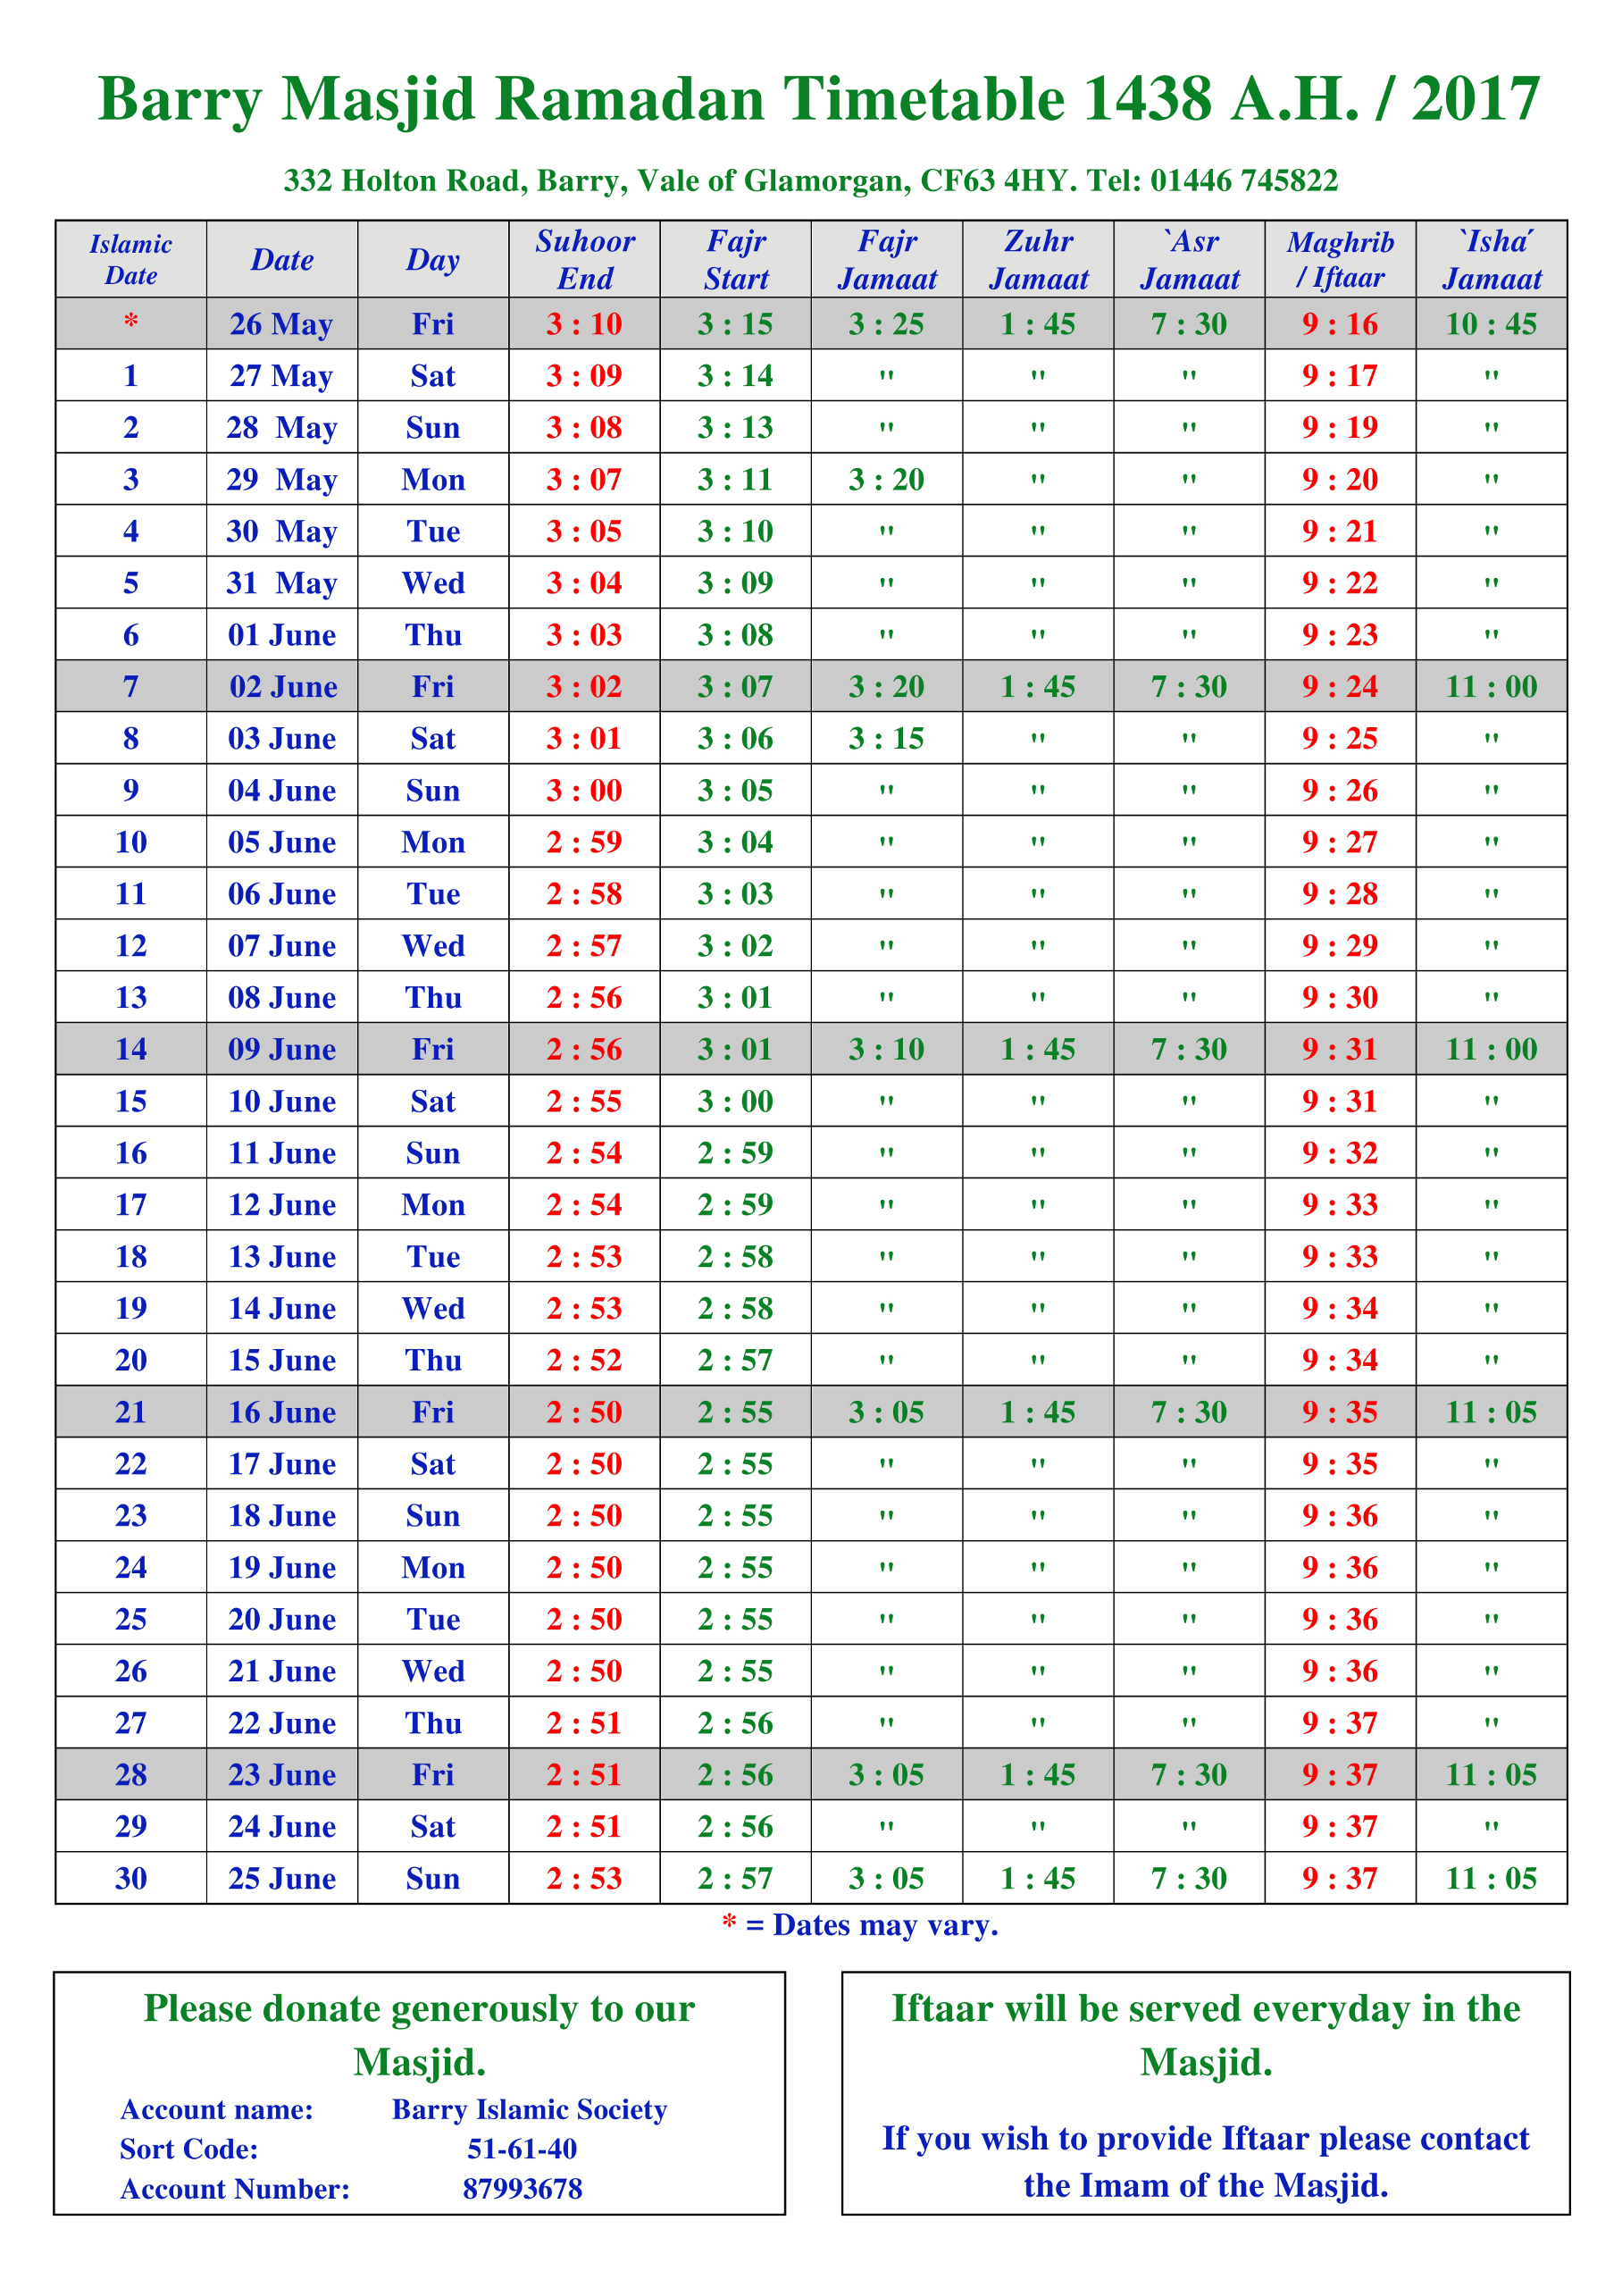 Barry Masjid Ramadan Timetable 1438 A.H. / 2017
332 Holton Road, Barry, Vale of Glamorgan, CF63 4HY. Tel: 01446 745822
Islamic Date Date Day Suhoor End Fajr Start Fajr Jamaat Zuhr Jamaat `Asr Jamaat Maghrib / Iftaar `Isha´ Jamaat
* 26 May Fri 3 : 10 3 : 15 3 : 25 1 : 45 7 : 30 9 : 16 10 : 45
1 27 May Sat 3 : 09 3 : 14 " " " 9 : 17 "
2 28 May Sun 3 : 08 3 : 13 " " " 9 : 19 "
3 29 May Mon 3 : 07 3 : 11 3 : 20 " " 9 : 20 "
4 30 May Tue 3 : 05 3 : 10 " " " 9 : 21 "
5 31 May Wed 3 : 04 3 : 09 " " " 9 : 22 "
6 01 June Thu 3 : 03 3 : 08 " " " 9 : 23 "
7 02 June Fri 3 : 02 3 : 07 3 : 20 1 : 45 7 : 30 9 : 24 11 : 00
8 03 June Sat 3 : 01 3 : 06 3 : 15 " " 9 : 25 "
9 04 June Sun 3 : 00 3 : 05 " " " 9 : 26 "
10 05 June Mon 2 : 59 3 : 04 " " " 9 : 27 "
11 06 June Tue 2 : 58 3 : 03 " " " 9 : 28 "
12 07 June Wed 2 : 57 3 : 02 " " " 9 : 29 "
13 08 June Thu 2 : 56 3 : 01 " " " 9 : 30 "
14 09 June Fri 2 : 56 3 : 01 3 : 10 1 : 45 7 : 30 9 : 31 11 : 00
15 10 June Sat 2 : 55 3 : 00 " " " 9 : 31 "
16 11 June Sun 2 : 54 2 : 59 " " " 9 : 32 "
17 12 June Mon 2 : 54 2 : 59 " " " 9 : 33 "
18 13 June Tue 2 : 53 2 : 58 " " " 9 : 33 "
19 14 June Wed 2 : 53 2 : 58 " " " 9 : 34 "
20 15 June Thu 2 : 52 2 : 57 " " " 9 : 34 "
21 16 June Fri 2 : 50 2 : 55 3 : 05 1 : 45 7 : 30 9 : 35 11 : 05
22 17 June Sat 2 : 50 2 : 55 " " " 9 : 35 "
23 18 June Sun 2 : 50 2 : 55 " " " 9 : 36 "
24 19 June Mon 2 : 50 2 : 55 " " " 9 : 36 "
25 20 June Tue 2 : 50 2 : 55 " " " 9 : 36 "
26 21 June Wed 2 : 50 2 : 55 " " " 9 : 36 "
27 22 June Thu 2 : 51 2 : 56 " " " 9 : 37 "
28 23 June Fri 2 : 51 2 : 56 3 : 05 1 : 45 7 : 30 9 : 37 11 : 05
29 24 June Sat 2 : 51 2 : 56 " " " 9 : 37 "
30 25 June Sun 2 : 53 2 : 57 3 : 05 1 : 45 7 : 30 9 : 37 11 : 05
* = Dates may vary.
Please donate generously to our
Masjid.
Account name: Barry Islamic Society
Sort Code: 51-61-40
Account Number: 87993678
Iftaar will be served everyday in the
Masjid.
If you wish to provide Iftaar please contact
the Imam of the Masjid.